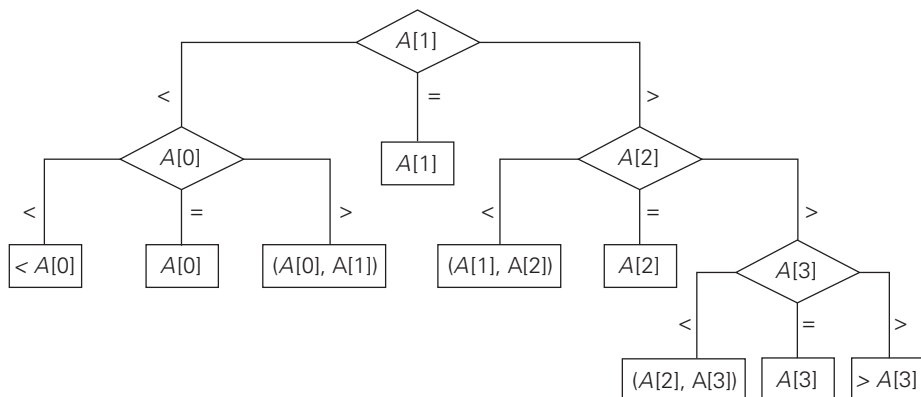 A[1]
< = >
A[0] A[1] A[2]
< = > < = >
< A[0] A[0] (A[0], A[1]) (A[1], A[2]) A[2] A[3]
< = >
(A[2], A[3]) A[3] > A[3]